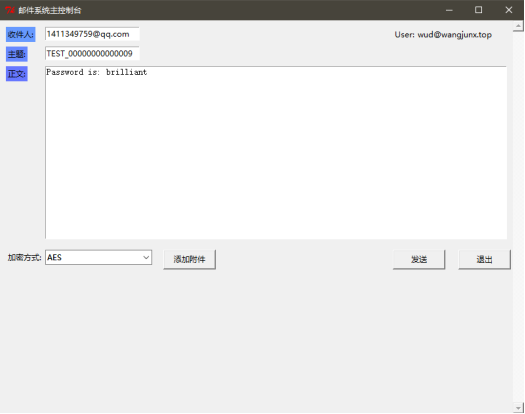 邮件系统主控制台
收件人: 1411349759@qq.com User: wud@wangjunx.top
主题: TEST_00000000000009
正文: Password is: brilliant
加密方式: AES 添加附件 发送 退出